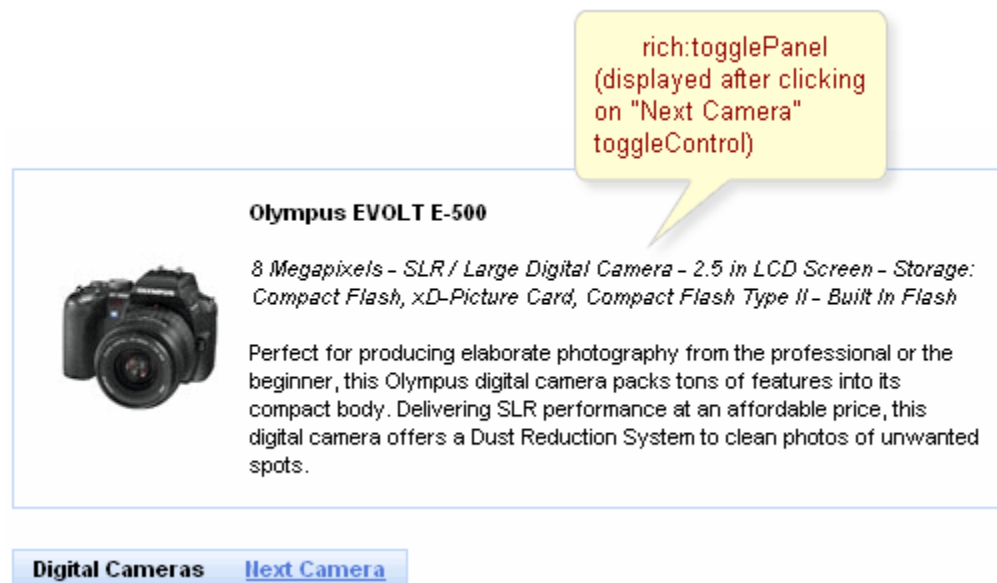 rich:togglePanel
(displayed after clicking
on "Next Camera"
toggleControl)
Olympus EVOLT E-500
8 Megapixels - SLR / Large Digital Camera - 2.5 in LCD Screen - Storage:
Compact Flash, xD-Picture Card, Compact Flash Type II - Built In Flash
OLYMPUS
Perfect for producing elaborate photography from the professional or the
beginner, this Olympus digital camera packs tons of features into its
compact body. Delivering SLR performance at an affordable price, this
digital camera offers a Dust Reduction System to clean photos of unwanted
spots.
Digital Cameras Next Camera